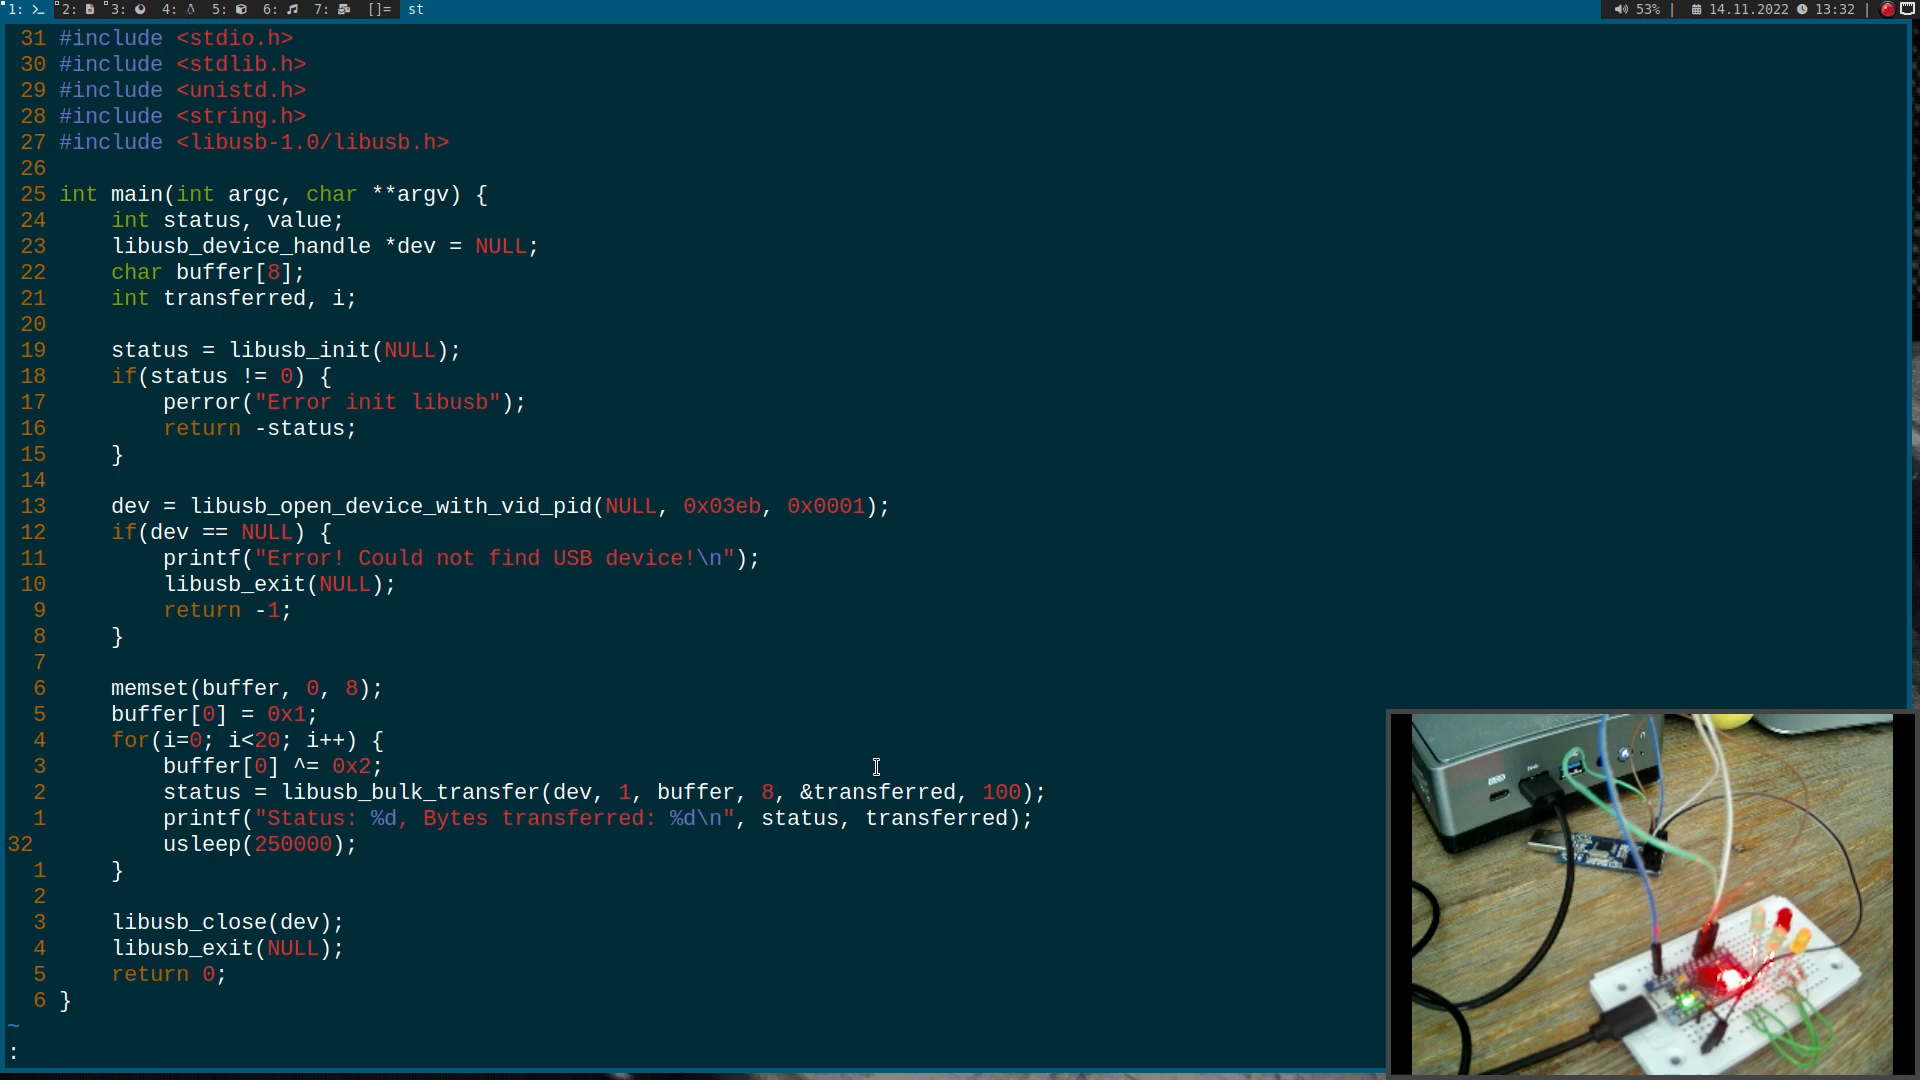 1: 2: 3: 4: 5: 6: 7: []= st 53% | 14.11.2022 13:32 |
31 #include <stdio.h>
30 #include <stdlib.h>
29 #include <unistd.h>
28 #include <string.h>
27 #include <libusb-1.0/libusb.h>
26
25 int main(int argc, char **argv) {
24     int status, value;
23     libusb_device_handle *dev = NULL;
22     char buffer[8];
21     int transferred, i;
20
19     status = libusb_init(NULL);
18     if(status != 0) {
17         perror("Error init libusb");
16         return -status;
15     }
14
13     dev = libusb_open_device_with_vid_pid(NULL, 0x03eb, 0x0001);
12     if(dev == NULL) {
11         printf("Error! Could not find USB device!\n");
10         libusb_exit(NULL);
9         return -1;
8     }
7
6     memset(buffer, 0, 8);
5     buffer[0] = 0x1;
4     for(i=0; i<20; i++) {
3         buffer[0] ^= 0x2;
2         status = libusb_bulk_transfer(dev, 1, buffer, 8, &transferred, 100);
1         printf("Status: %d, Bytes transferred: %d\n", status, transferred);
32         usleep(250000);
1     }
2
3     libusb_close(dev);
4     libusb_exit(NULL);
5     return 0;
6 }
~
: